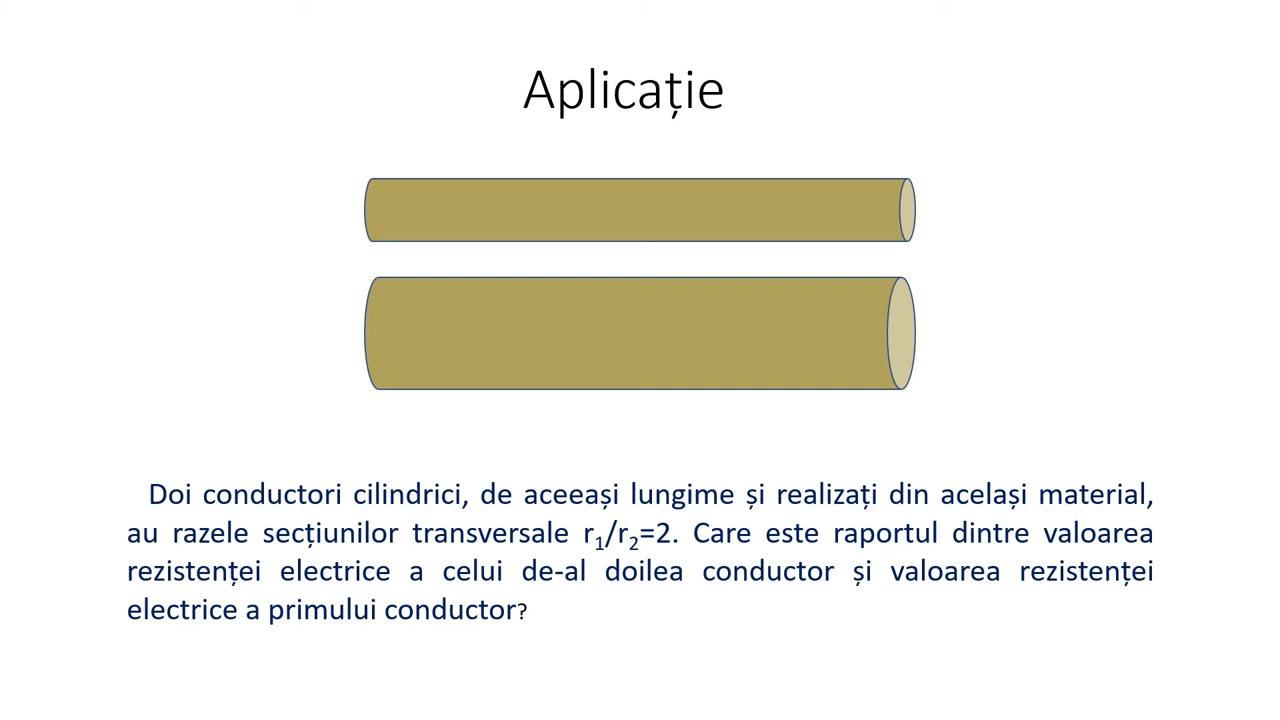 Aplicație
Doi conductori cilindrici, de aceeași lungime și realizați din același material,
au razele secțiunilor transversale r₁/r₂=2. Care este raportul dintre valoarea
rezistenței electrice a celui de-al doilea conductor și valoarea rezistenței
electrice a primului conductor?